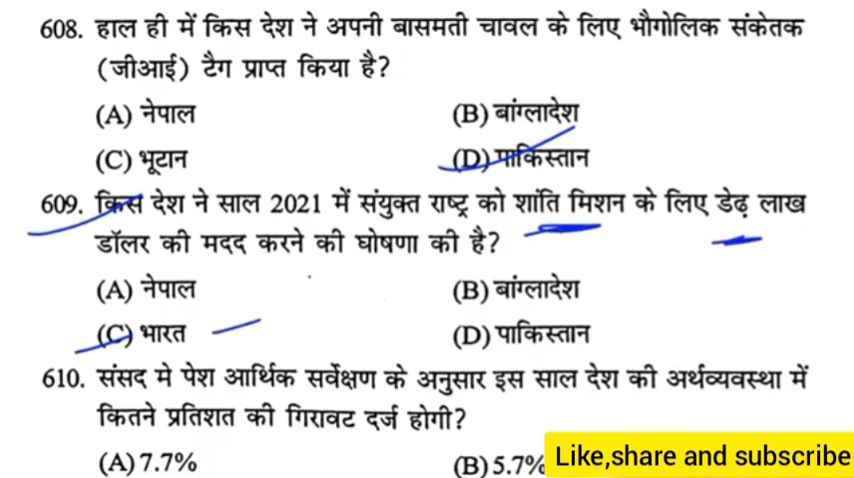 608. हाल ही में किस देश ने अपनी बासमती चावल के लिए भौगोलिक संकेतक
(जीआई) टैग प्राप्त किया है?
(A) नेपाल (B) बांग्लादेश
(C) भूटान (D) पाकिस्तान
609. किस देश ने साल 2021 में संयुक्त राष्ट्र को शांति मिशन के लिए डेढ़ लाख
डॉलर की मदद करने की घोषणा की है?
(A) नेपाल (B) बांग्लादेश
(C) भारत (D) पाकिस्तान
610. संसद मे पेश आर्थिक सर्वेक्षण के अनुसार इस साल देश की अर्थव्यवस्था में
कितने प्रतिशत की गिरावट दर्ज होगी?
(A) 7.7% (B) 5.7%
Like,share and subscribe